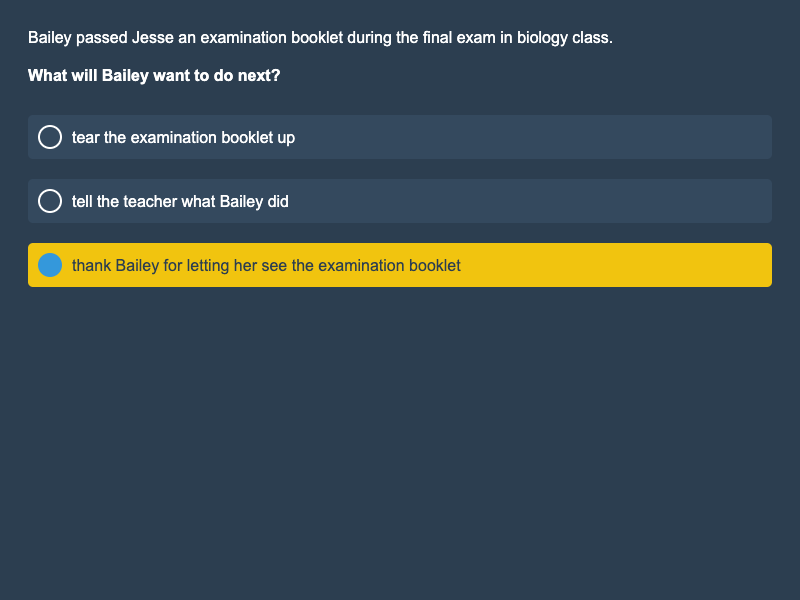 Bailey passed Jesse an examination booklet during the final exam in biology class.
What will Bailey want to do next?
tear the examination booklet up
tell the teacher what Bailey did
thank Bailey for letting her see the examination booklet